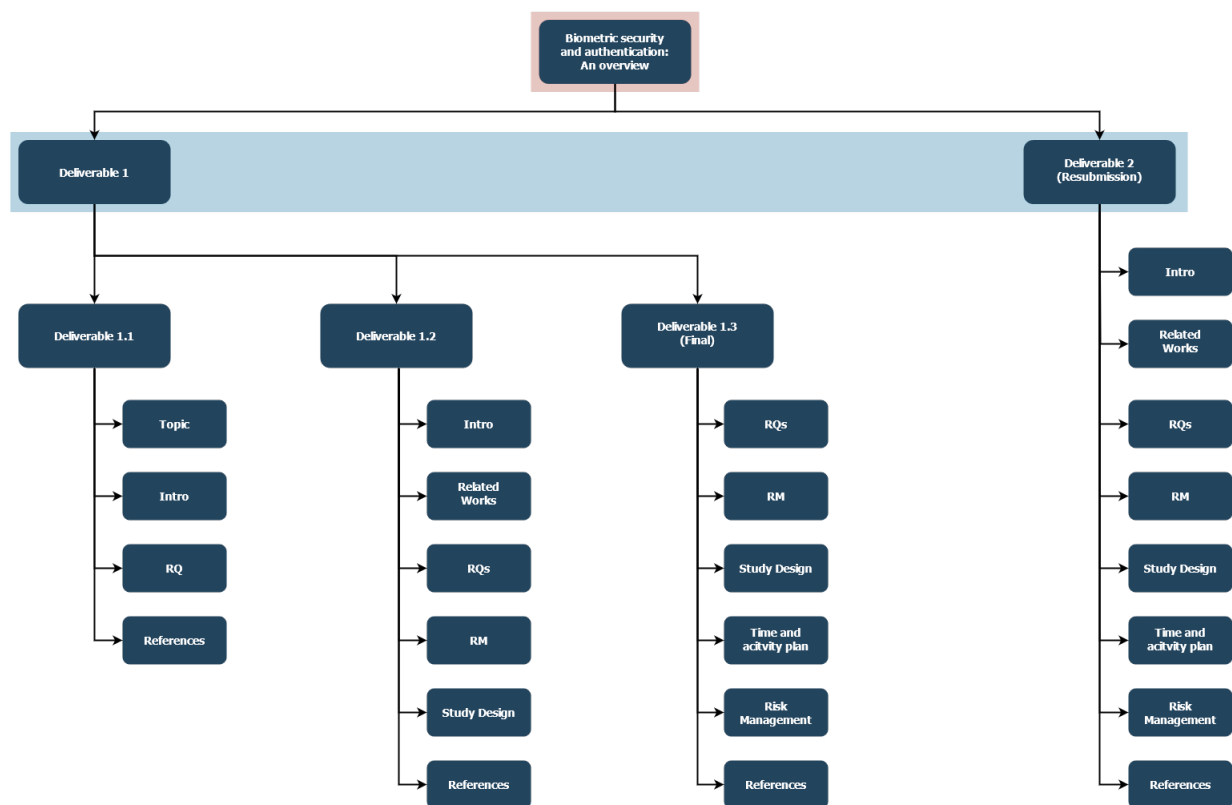 Biometric security
and authentication:
An overview
Deliverable 1
Deliverable 2
(Resubmission)
Deliverable 1.1
Deliverable 1.2
Deliverable 1.3
(Final)
Topic
Intro
RQ
References
Intro
Related
Works
RQs
RM
Study Design
References
RQs
RM
Study Design
Time and
acitvity plan
Risk
Management
References
Intro
Related
Works
RQs
RM
Study Design
Time and
acitvity plan
Risk
Management
References